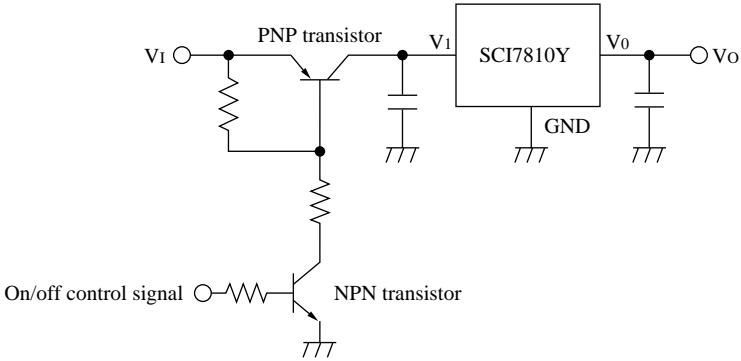 PNP transistor
VI
V1
SCI7810Y
V0
VO
GND
On/off control signal
NPN transistor